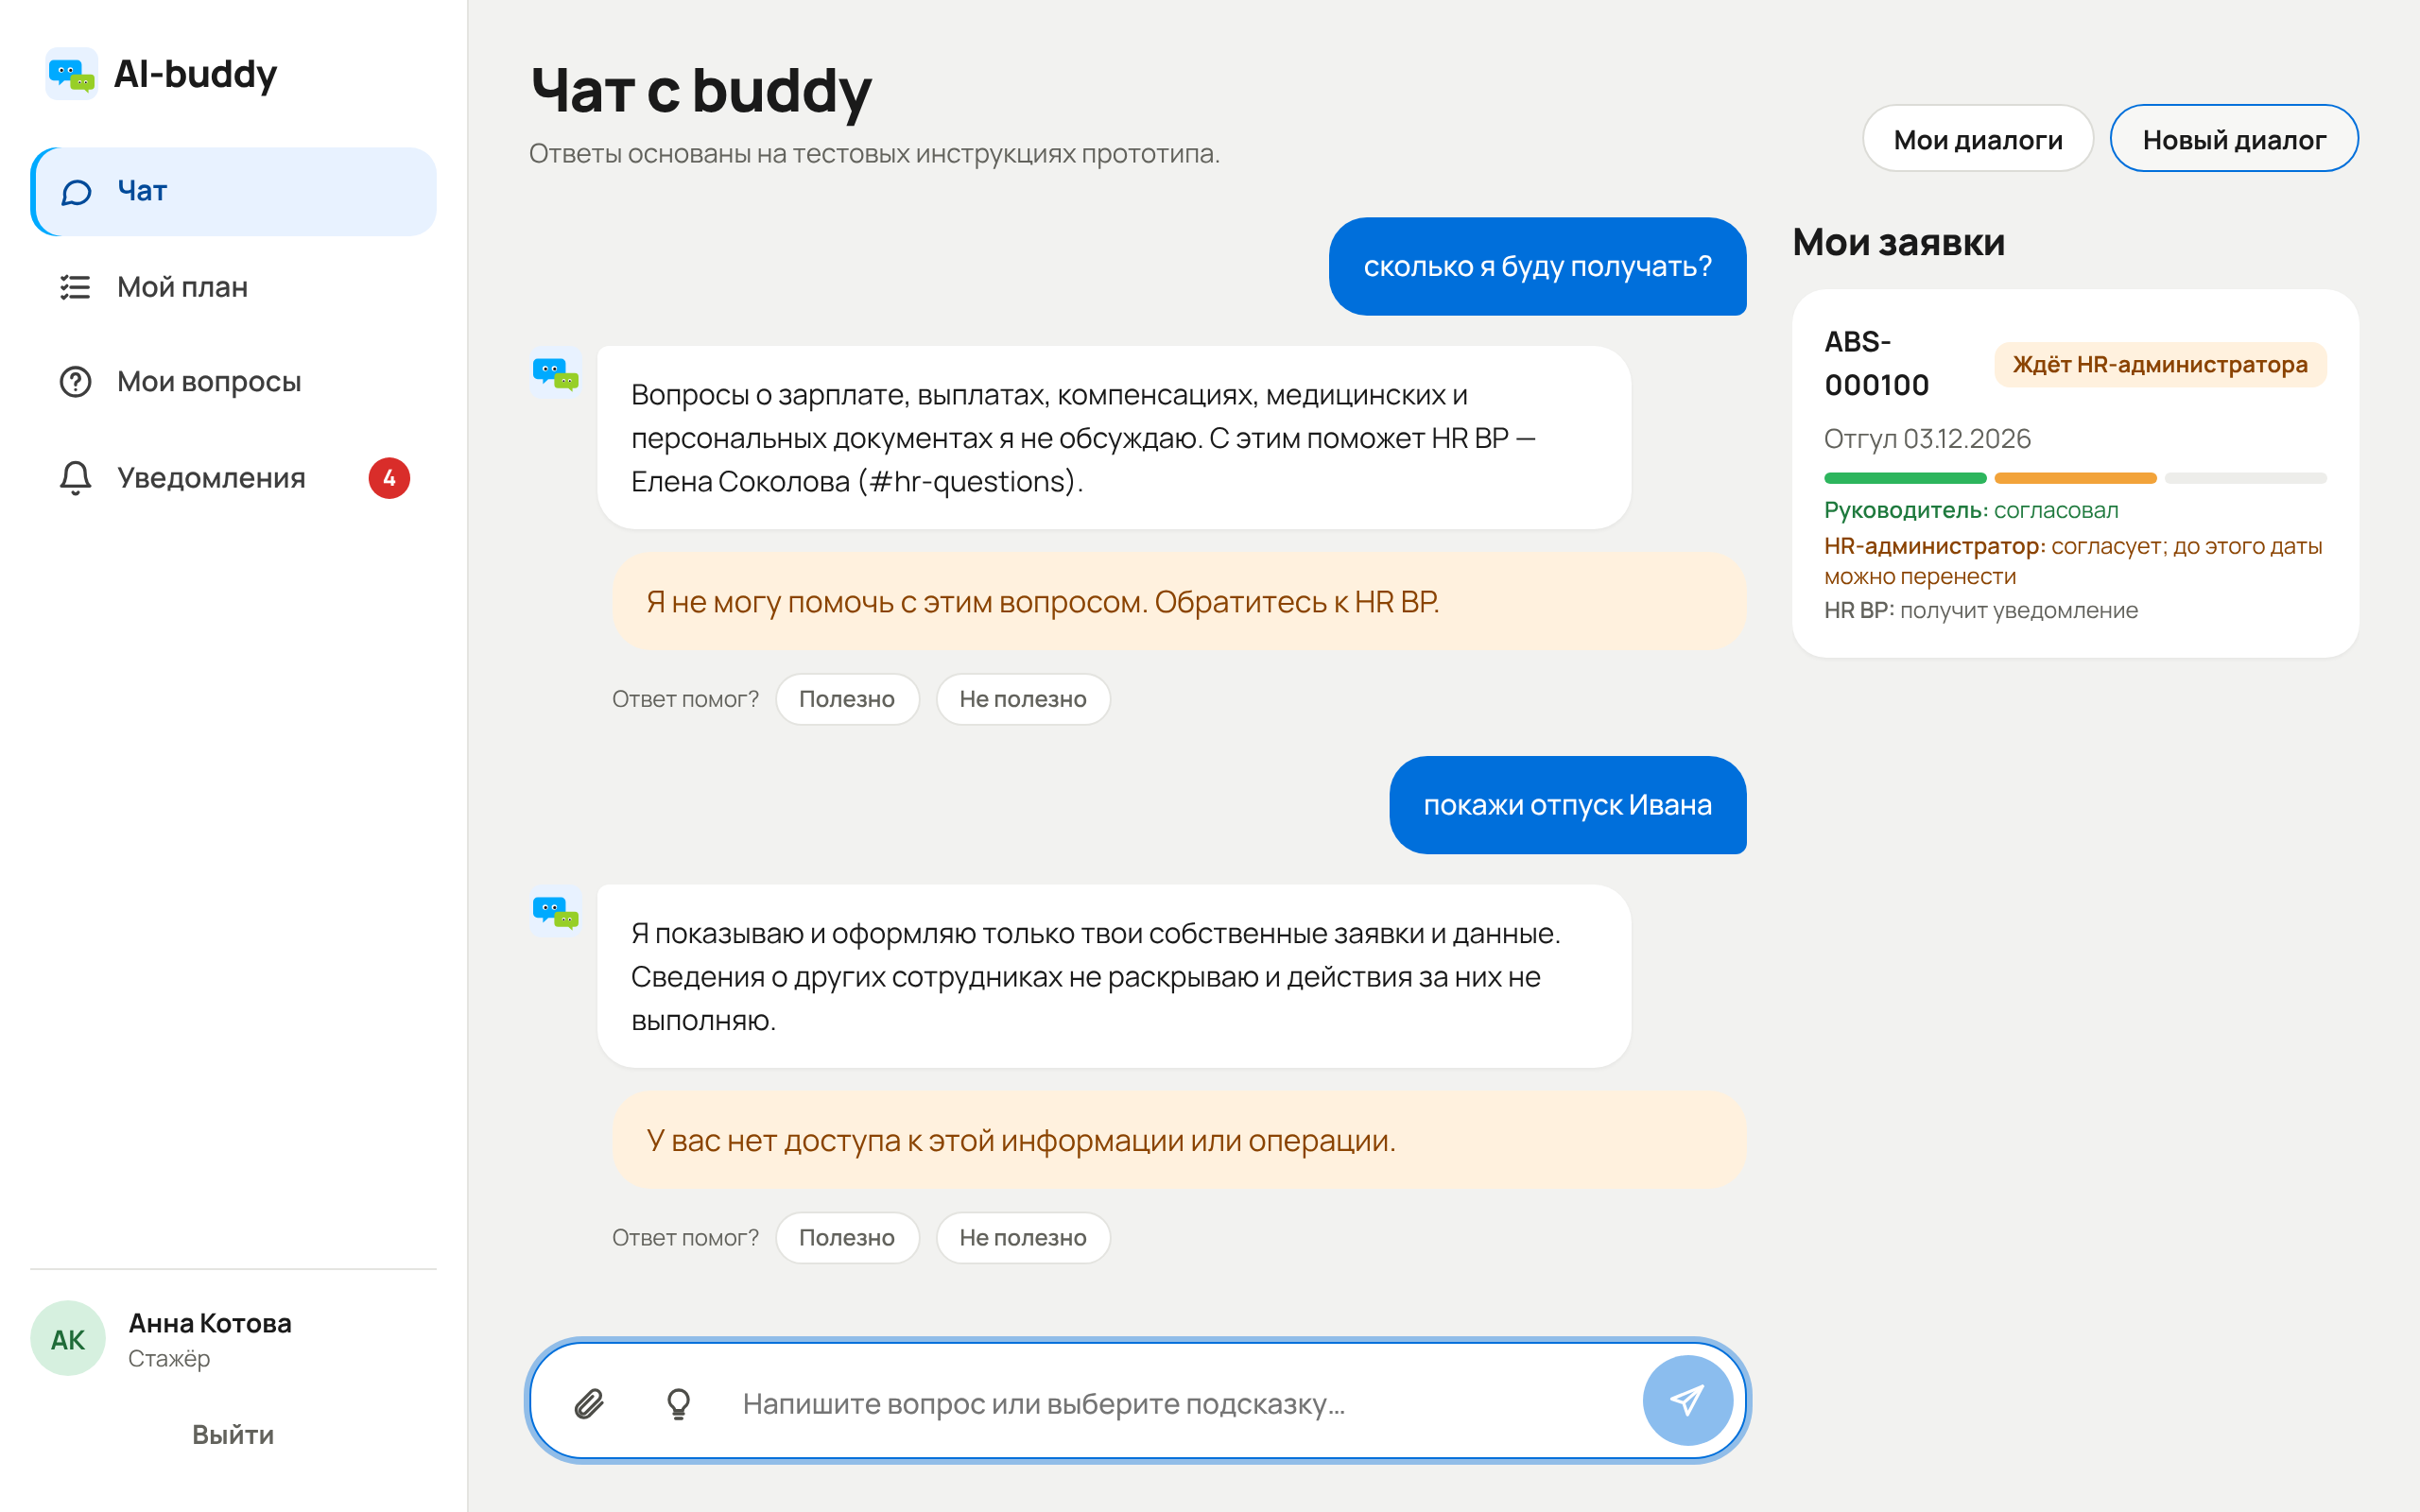 AI-buddy
Чат
Мой план
Мои вопросы
Уведомления
4
АК
Анна Котова
Стажёр
Выйти
Чат с buddy
Ответы основаны на тестовых инструкциях прототипа.
Мои диалоги
Новый диалог
сколько я буду получать?
Вопросы о зарплате, выплатах, компенсациях, медицинских и
персональных документах я не обсуждаю. С этим поможет HR BP —
Елена Соколова (#hr-questions).
Я не могу помочь с этим вопросом. Обратитесь к HR BP.
Ответ помог?
Полезно
Не полезно
покажи отпуск Ивана
Я показываю и оформляю только твои собственные заявки и данные.
Сведения о других сотрудниках не раскрываю и действия за них не
выполняю.
У вас нет доступа к этой информации или операции.
Ответ помог?
Полезно
Не полезно
Напишите вопрос или выберите подсказку…
Мои заявки
ABS-
000100
Ждёт HR-администратора
Отгул 03.12.2026
Руководитель: согласовал
HR-администратор: согласует; до этого даты
можно перенести
HR BP: получит уведомление